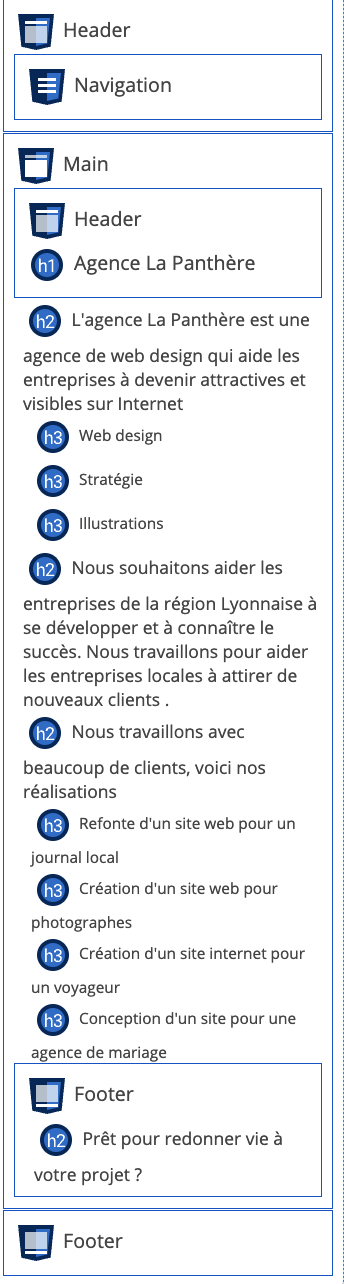 Header
Navigation
Main
Header
h1 Agence La Panthère
h2 L'agence La Panthère est une
agence de web design qui aide les
entreprises à devenir attractives et
visibles sur Internet
h3 Web design
h3 Stratégie
h3 Illustrations
h2 Nous souhaitons aider les
entreprises de la région Lyonnaise à
se développer et à connaître le
succès. Nous travaillons pour aider
les entreprises locales à attirer de
nouveaux clients .
h2 Nous travaillons avec
beaucoup de clients, voici nos
réalisations
h3 Refonte d'un site web pour un
journal local
h3 Création d'un site web pour
photographes
h3 Création d'un site internet pour
un voyageur
h3 Conception d'un site pour une
agence de mariage
Footer
h2 Prêt pour redonner vie à
votre projet ?
Footer